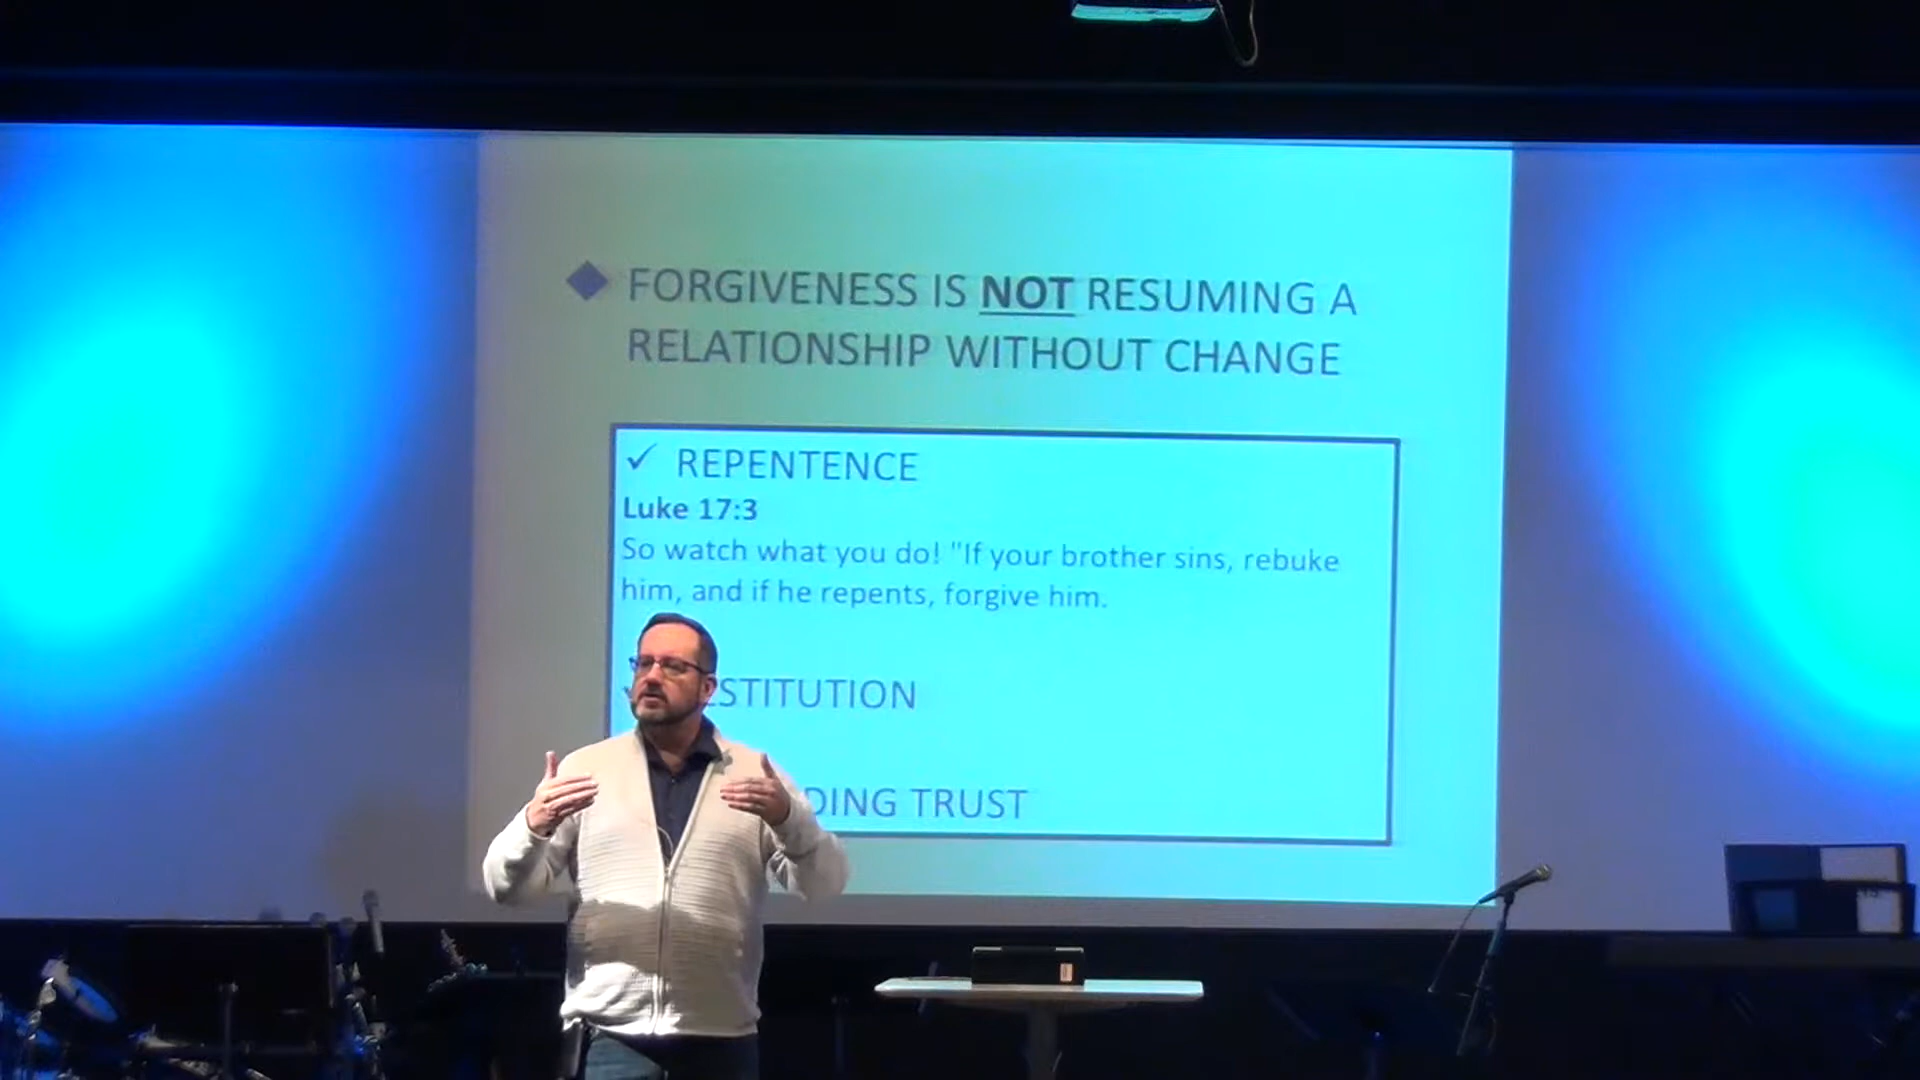 FORGIVENESS IS NOT RESUMING A
RELATIONSHIP WITHOUT CHANGE
✓ REPENTENCE
Luke 17:3
So watch what you do! "If your brother sins, rebuke
him, and if he repents, forgive him.
ESTITUTION
DING TRUST